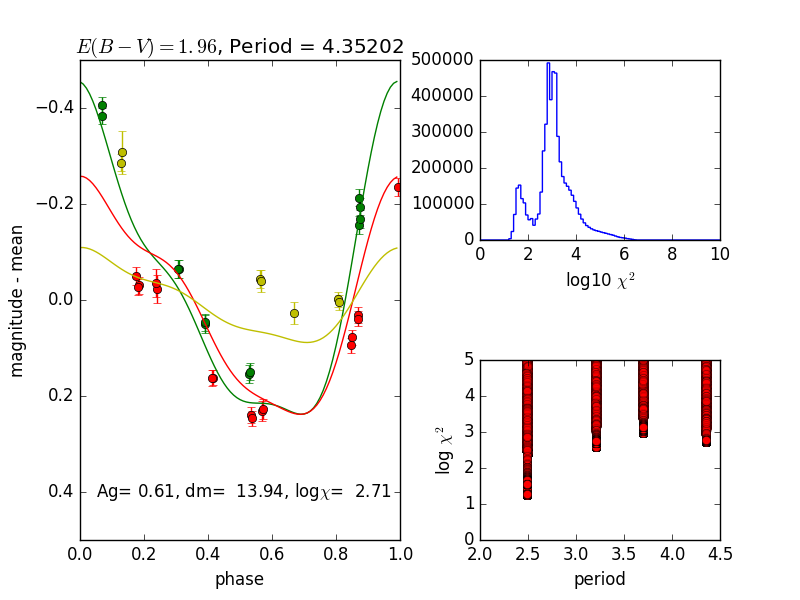 E(B−V)=1.96, Period = 4.35202
−0.4
−0.2
0.0
0.2
0.4
magnitude - mean
Ag= 0.61, dm= 13.94, logχ= 2.71
0.0 0.2 0.4 0.6 0.8 1.0
phase
500000
400000
300000
200000
100000
0
0 2 4 6 8 10
log10 χ²
5
4
3
2
1
0
log χ²
2.0 2.5 3.0 3.5 4.0 4.5
period